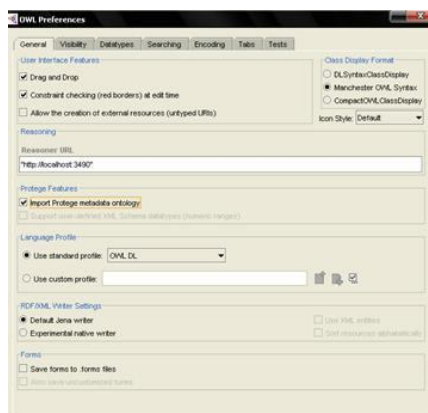 OWL Preferences
General Visibility Datatypes Searching Encoding Tabs Tests
User Interface Features
Drag and Drop
Constraint checking (red borders) at edit time
Allow the creation of external resources (untyped URIs)
Class Display Format
DLSyntaxClassDisplay
Manchester OWL Syntax
CompactOWLClassDisplay
Icon Style: Default
Reasoning
Reasoner URL
"http://localhost:3490"
Protege Features
Import Protege metadata ontology
Support user-defined XML Schema datatypes (numeric ranges)
Language Profile
Use standard profile: OWL DL
Use custom profile:
RDF/XML Writer Settings
Default Jena writer
Experimental native writer
Use XML entities
Sort resources alphabetically
Forms
Save forms to .forms files
Also save uncustomized forms